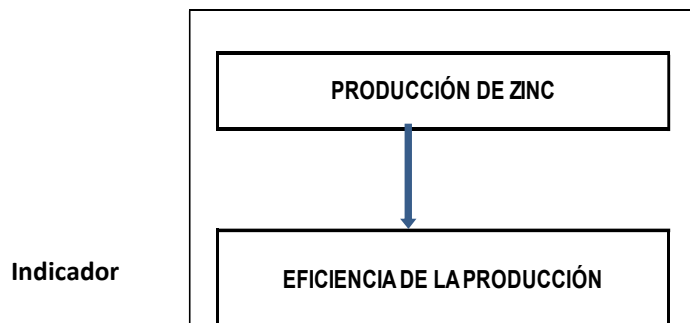 PRODUCCIÓN DE ZINC
Indicador
EFICIENCIA DE LA PRODUCCIÓN